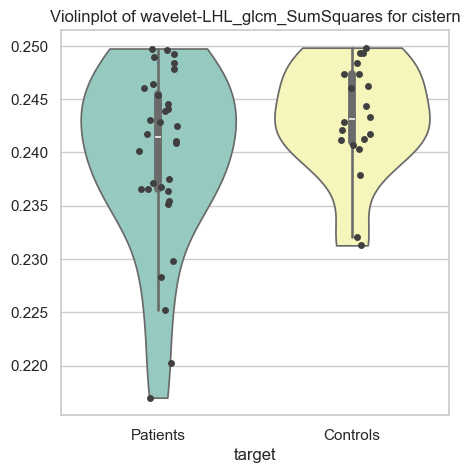 Violinplot of wavelet-LHL_glcm_SumSquares for cistern
0.250
0.245
0.240
0.235
0.230
0.225
0.220
Patients Controls
target